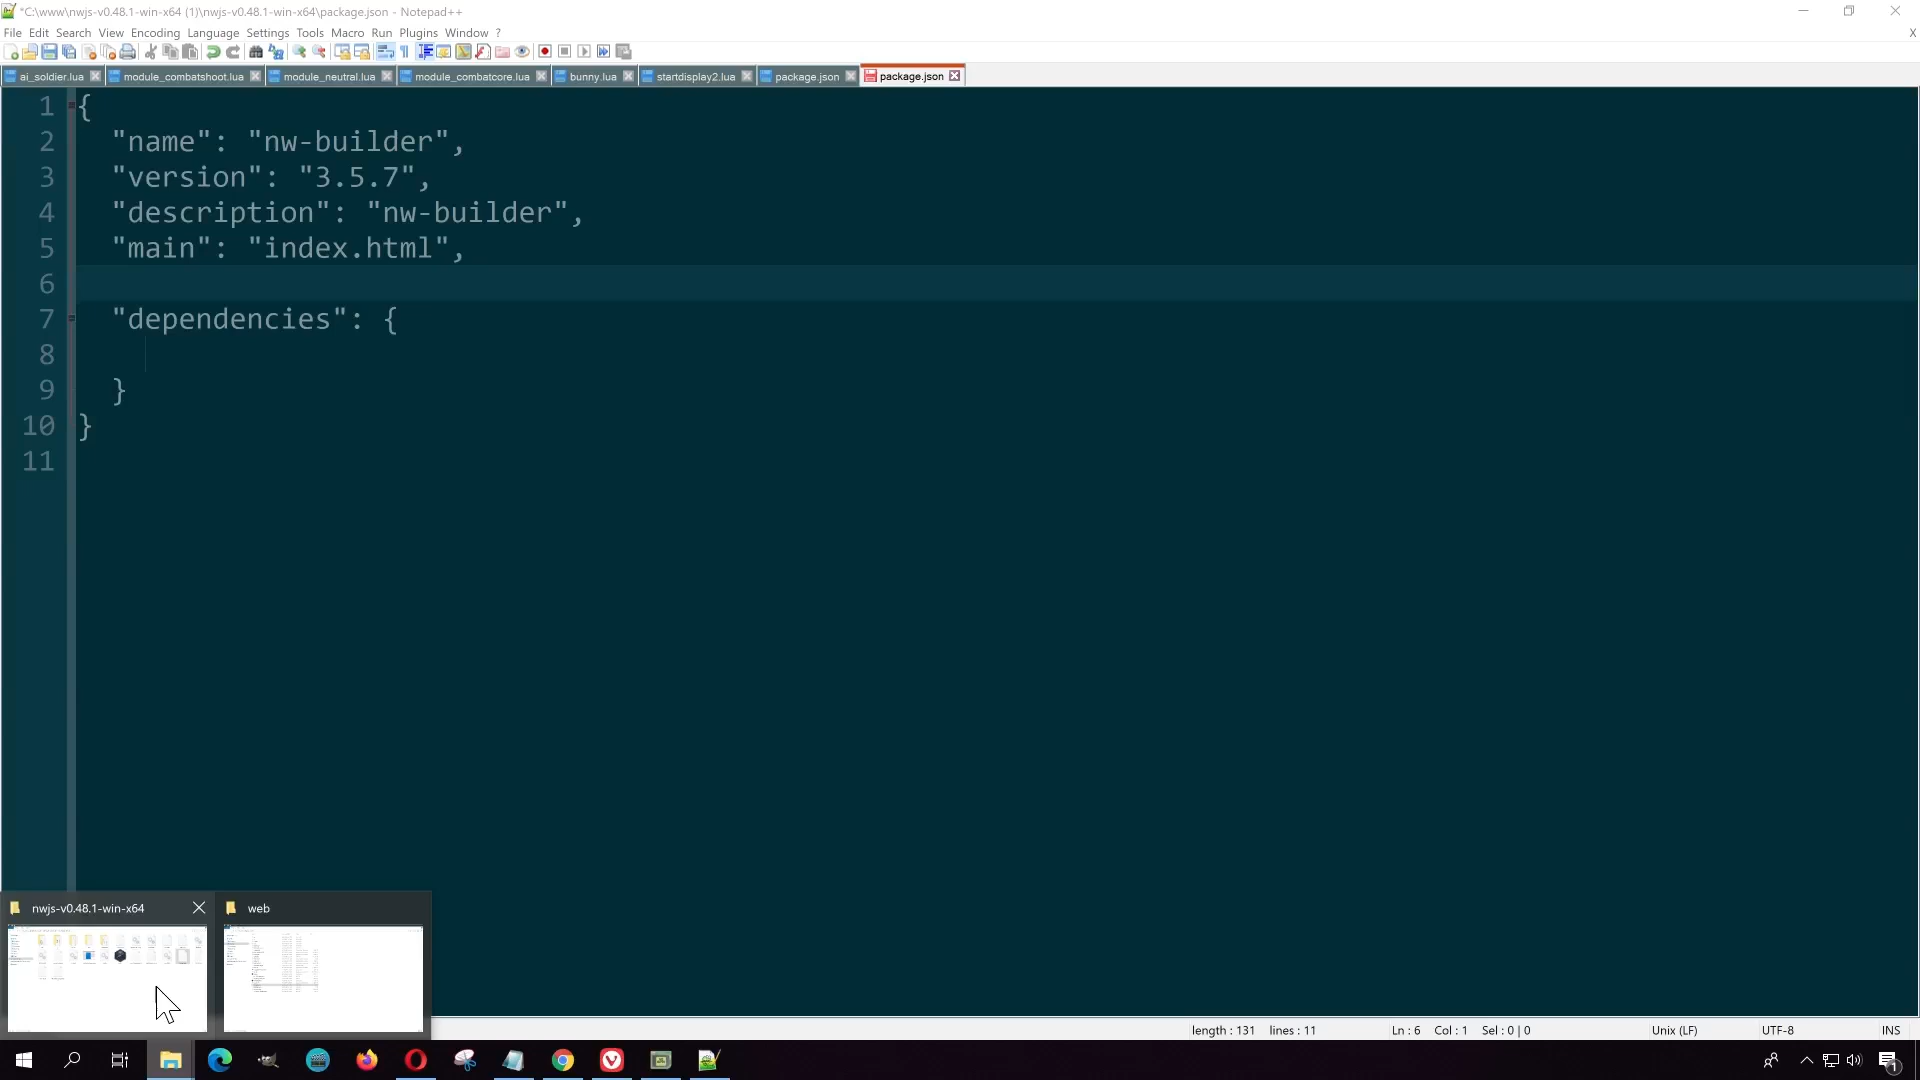 *C:\www\nwjs-v0.48.1-win-x64 (1)\nwjs-v0.48.1-win-x64\package.json - Notepad++
File Edit Search View Encoding Language Settings Tools Macro Run Plugins Window ? X
ai_soldier.lua module_combatshoot.lua module_neutral.lua module_combatcore.lua bunny.lua startdisplay2.lua package.json package.json
1 {
2 "name": "nw-builder",
3 "version": "3.5.7",
4 "description": "nw-builder",
5 "main": "index.html",
6
7 "dependencies": {
8
9 }
10 }
11
nwjs-v0.48.1-win-x64 web
length : 131 lines : 11 Ln : 6 Col : 1 Sel : 0 | 0 Unix (LF) UTF-8 INS
1